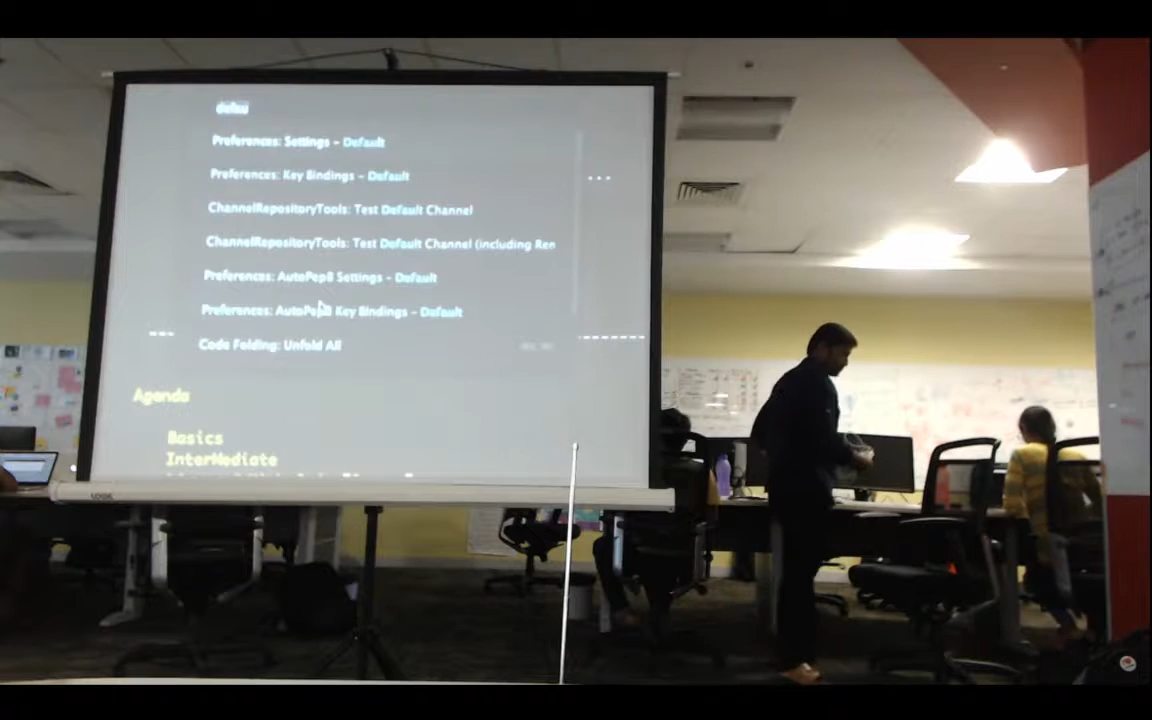 defau
Preferences: Settings - Default
Preferences: Key Bindings - Default
ChannelRepositoryTools: Test Default Channel
ChannelRepositoryTools: Test Default Channel (including Ren
Preferences: AutoPep8 Settings - Default
Preferences: AutoPep8 Key Bindings - Default
Code Folding: Unfold All
Agenda
Basics
InterMediate